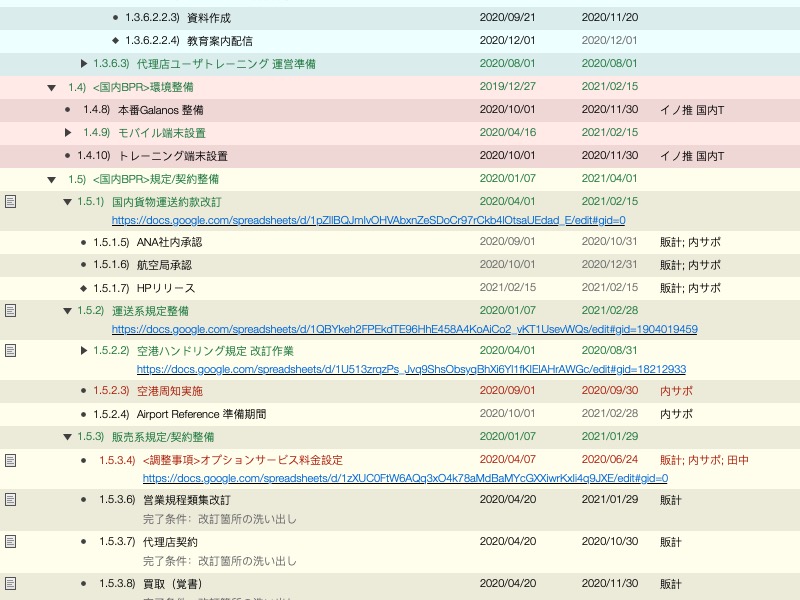 1.3.6.2.2.3) 資料作成 2020/09/21 2020/11/20
1.3.6.2.2.4) 教育案内配信 2020/12/01 2020/12/01
1.3.6.3) 代理店ユーザトレーニング 運営準備 2020/08/01 2020/08/01
1.4) <国内BPR>環境整備 2019/12/27 2021/02/15
1.4.8) 本番Galanos 整備 2020/10/01 2020/11/30 イノ推 国内T
1.4.9) モバイル端末設置 2020/04/16 2021/02/15
1.4.10) トレーニング端末設置 2020/10/01 2020/11/30 イノ推 国内T
1.5) <国内BPR>規定/契約整備 2020/01/07 2021/04/01
1.5.1) 国内貨物運送約款改訂 2020/04/01 2021/02/15
https://docs.google.com/spreadsheets/d/1pZIlBQJmIvOHVAbxnZeSDoCr97rCkb4lOtsaUEdad_E/edit#gid=0
1.5.1.5) ANA社内承認 2020/09/01 2020/10/31 販計; 内サポ
1.5.1.6) 航空局承認 2020/10/01 2020/12/31 販計; 内サポ
1.5.1.7) HPリリース 2021/02/15 2021/02/15 販計; 内サポ
1.5.2) 運送系規定整備 2020/01/07 2021/02/28
https://docs.google.com/spreadsheets/d/1QBYkeh2FPEkdTE96HhE458A4KoAiCo2_vKT1UsevWQs/edit#gid=1904019459
1.5.2.2) 空港ハンドリング規定 改訂作業 2020/04/01 2020/08/31
https://docs.google.com/spreadsheets/d/1U513zrqzPs_Jvq9ShsObsyqBhXi6Yl1fKlElAHrAWGc/edit#gid=18212933
1.5.2.3) 空港周知実施 2020/09/01 2020/09/30 内サポ
1.5.2.4) Airport Reference 準備期間 2020/10/01 2021/02/28 内サポ
1.5.3) 販売系規定/契約整備 2020/01/07 2021/01/29
1.5.3.4) <調整事項>オプションサービス料金設定 2020/04/07 2020/06/24 販計; 内サポ; 田中
https://docs.google.com/spreadsheets/d/1zXUC0FtW6AQq3xO4k78aMdBaMYcGXXiwrKxli4q9JXE/edit#gid=0
1.5.3.6) 営業規程類集改訂 2020/04/20 2021/01/29 販計
完了条件: 改訂箇所の洗い出し
1.5.3.7) 代理店契約 2020/04/20 2020/10/30 販計
完了条件: 改訂箇所の洗い出し
1.5.3.8) 買取（覚書） 2020/04/20 2020/11/30 販計